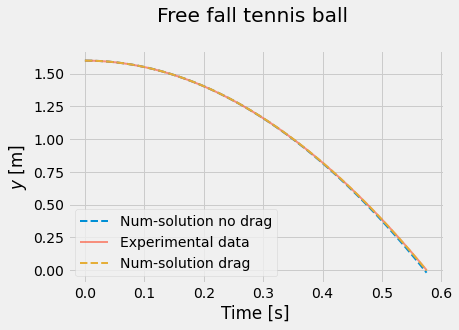 Free fall tennis ball
1.50
1.25
1.00
0.75
0.50
0.25
0.00
y [m]
Num-solution no drag
Experimental data
Num-solution drag
0.0 0.1 0.2 0.3 0.4 0.5 0.6
Time [s]